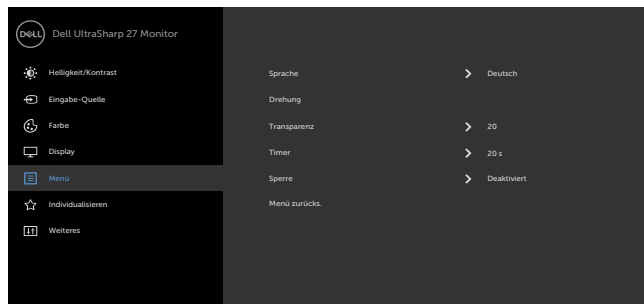 DELL
Dell UltraSharp 27 Monitor
Helligkeit/Kontrast
Eingabe-Quelle
Farbe
Display
Menü
Individualisieren
Weiteres
Sprache Deutsch
Drehung
Transparenz 20
Timer 20 s
Sperre Deaktiviert
Menü zurücks.